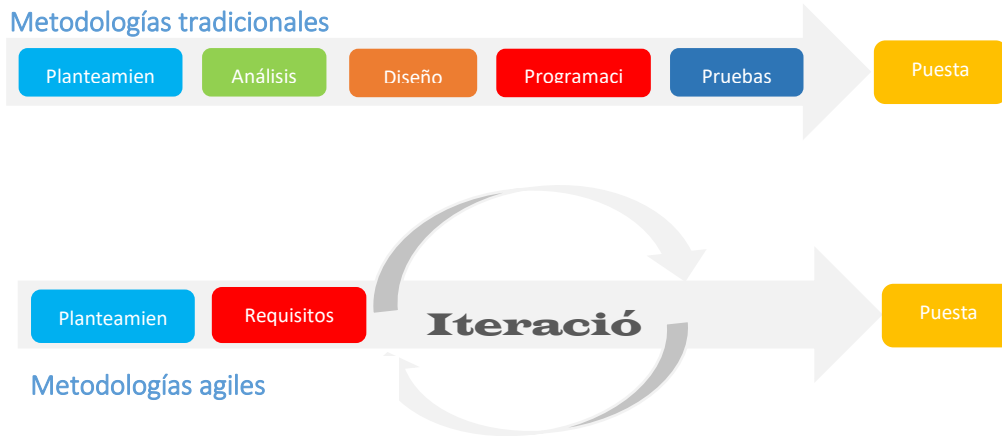 Metodologías tradicionales
Planteamien
Análisis
Diseño
Programaci
Pruebas
Puesta
Planteamien
Requisitos
Iteració
Puesta
Metodologías agiles